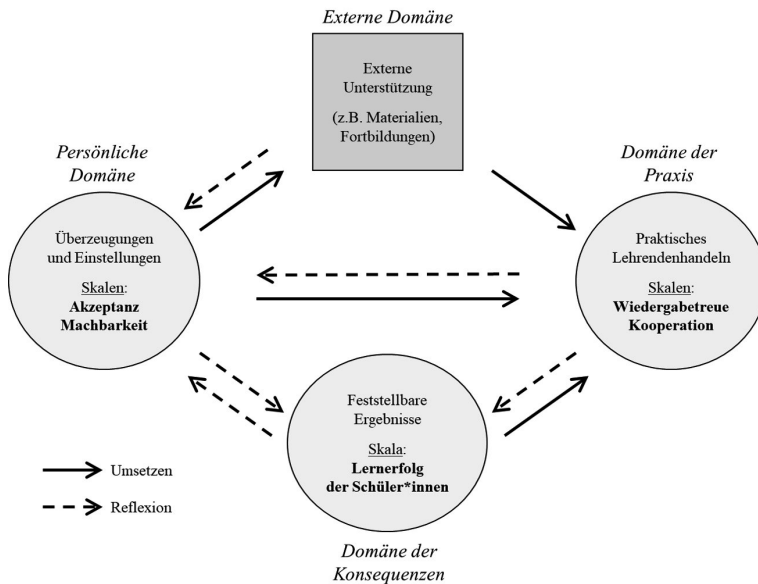 Externe Domäne
Externe
Unterstützung
(z.B. Materialien,
Fortbildungen)
Persönliche
Domäne
Überzeugungen
und Einstellungen
Skalen:
Akzeptanz
Machbarkeit
Domäne der
Praxis
Praktisches
Lehrendenhandeln
Skalen:
Wiedergabetreue
Kooperation
Feststellbare
Ergebnisse
Skala:
Lernerfolg
der Schüler*innen
Domäne der
Konsequenzen
Umsetzen
Reflexion